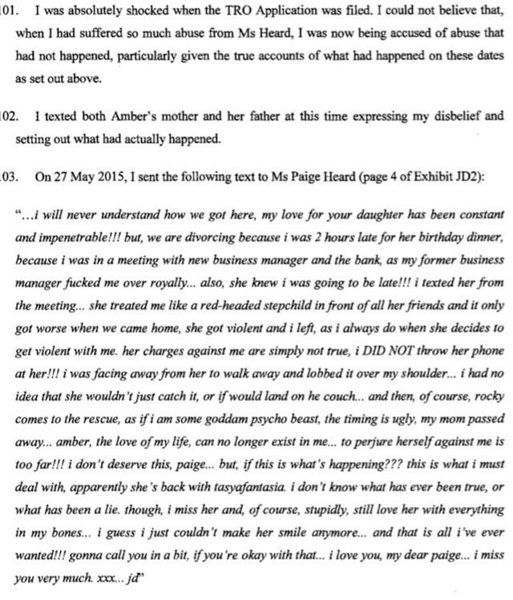 101. I was absolutely shocked when the TRO Application was filed. I could not believe that,
when I had suffered so much abuse from Ms Heard, I was now being accused of abuse that
had not happened, particularly given the true accounts of what had happened on these dates
as set out above.
02. I texted both Amber's mother and her father at this time expressing my disbelief and
setting out what had actually happened.
03. On 27 May 2015, I sent the following text to Ms Paige Heard (page 4 of Exhibit JD2):
"...i will never understand how we got here, my love for your daughter has been constant
and impenetrable!!! but, we are divorcing because i was 2 hours late for her birthday dinner,
because i was in a meeting with new business manager and the bank, as my former business
manager fucked me over royally... also, she knew i was going to be late!!! i texted her from
the meeting... she treated me like a red-headed stepchild in front of all her friends and it only
got worse when we came home, she got violent and i left, as i always do when she decides to
get violent with me. her charges against me are simply not true, i DID NOT throw her phone
at her!!! i was facing away from her to walk away and lobbed it over my shoulder... i had no
idea that she wouldn't just catch it, or if would land on he couch... and then, of course, rocky
comes to the rescue, as if i am some goddam psycho beast, the timing is ugly, my mom passed
away... amber, the love of my life, can no longer exist in me... to perjure herself against me is
too far!!! i don't deserve this, paige... but, if this is what's happening??? this is what i must
deal with, apparently she's back with tasyafantasia. i don't know what has ever been true, or
what has been a lie. though, i miss her and, of course, stupidly, still love her with everything
in my bones... i guess i just couldn't make her smile anymore... and that is all i've ever
wanted!!! gonna call you in a bit, if you're okay with that... i love you, my dear paige... i miss
you very much. xxx... jd"